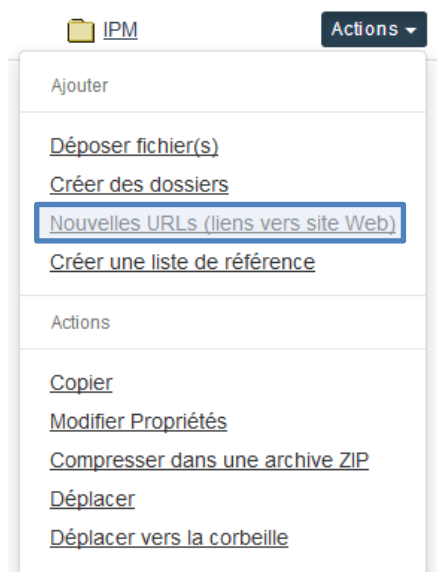 IPM
Actions
Ajouter
Déposer fichier(s)
Créer des dossiers
Nouvelles URLs (liens vers site Web)
Créer une liste de référence
Actions
Copier
Modifier Propriétés
Compresser dans une archive ZIP
Déplacer
Déplacer vers la corbeille